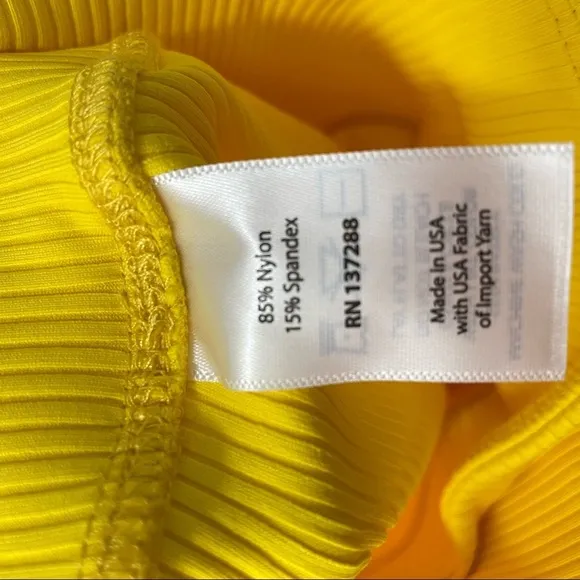 85% Nylon
15% Spandex
RN 137288
Made in USA
with USA Fabric
of Import Yarn